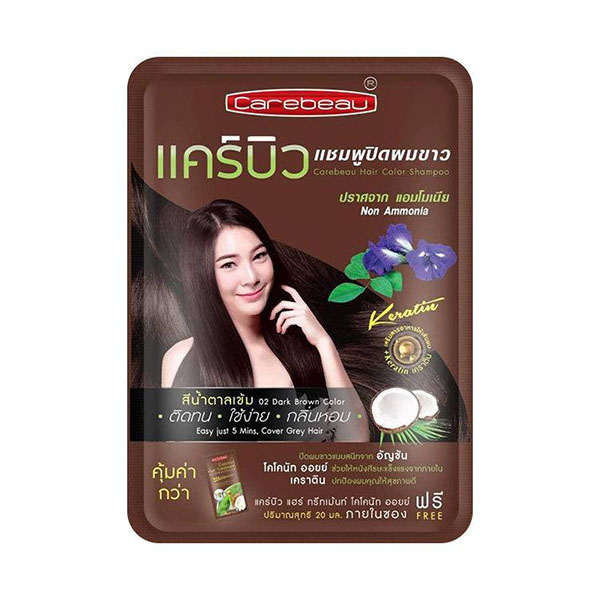 Carebeau ®
แคร์บิว แชมพูปิดผมขาว
Carebeau Hair Color Shampoo
ปราศจาก แอมโมเนีย
Non Ammonia
Keratin
+Keratin เคราติน
สีน้ำตาลเข้ม 02 Dark Brown Color
• ติดทน • ใช้ง่าย • กลิ่นหอม •
Easy just 5 Mins, Cover Grey Hair
ปิดผมขาวแนบสนิทจาก อัญชัน
โคโคนัท ออยย์ ช่วยให้หนังศีรษะแข็งแรงจากภายใน
เคราติน ปกป้องผมคุณให้สุขภาพดี
คุ้มค่า
กว่า
แคร์บิว แฮร์ ทรีทเม้นท์ โคโคนัท ออยย์ ฟรี
ปริมาณสุทธิ 20 มล. ภายในซอง FREE